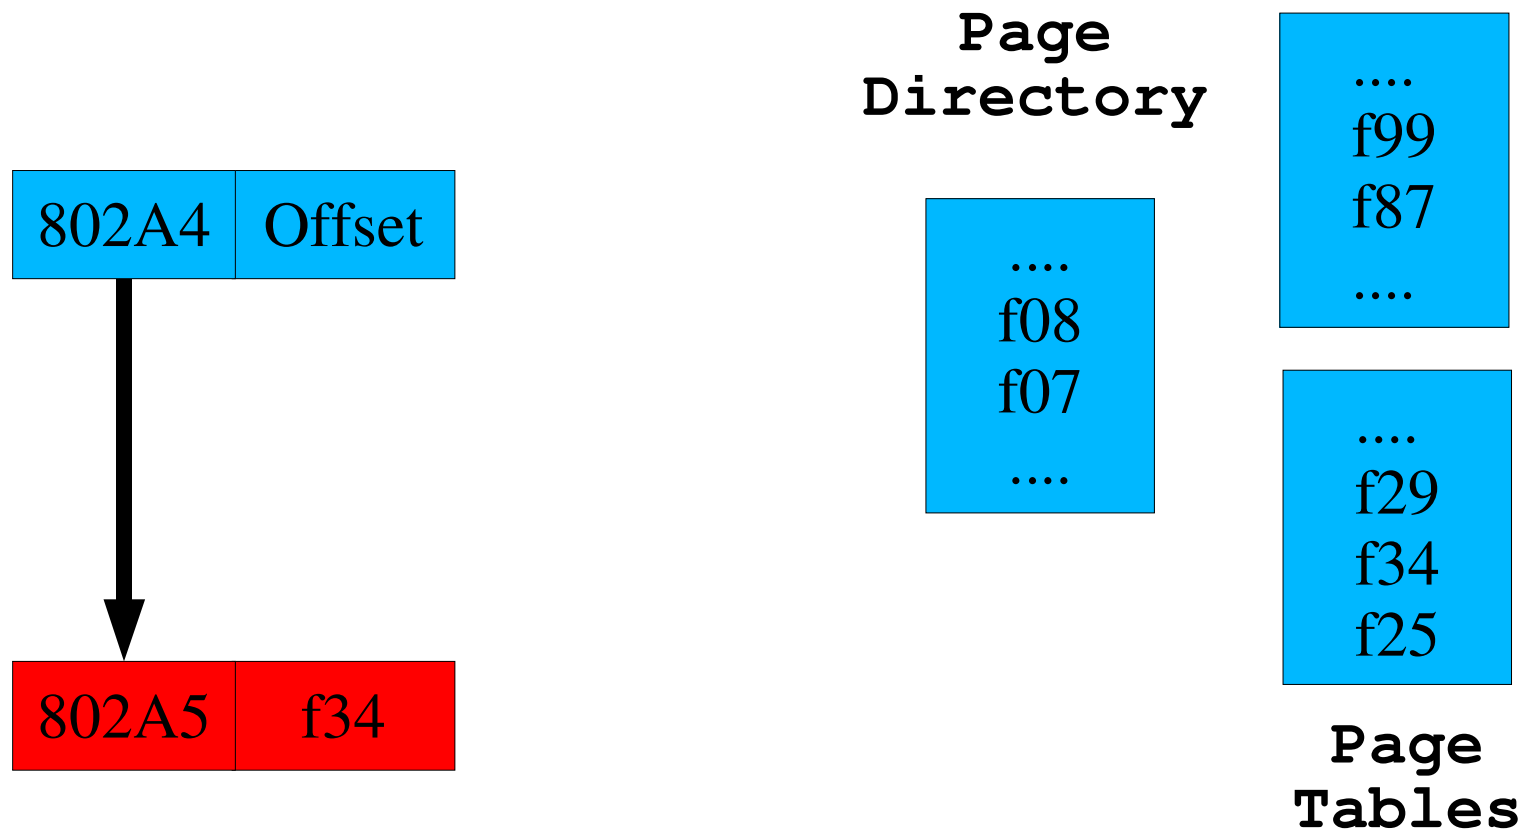 802A4 Offset
802A5 f34
Page
Directory
....
f08
f07
....
....
f99
f87
....
....
f29
f34
f25
Page
Tables